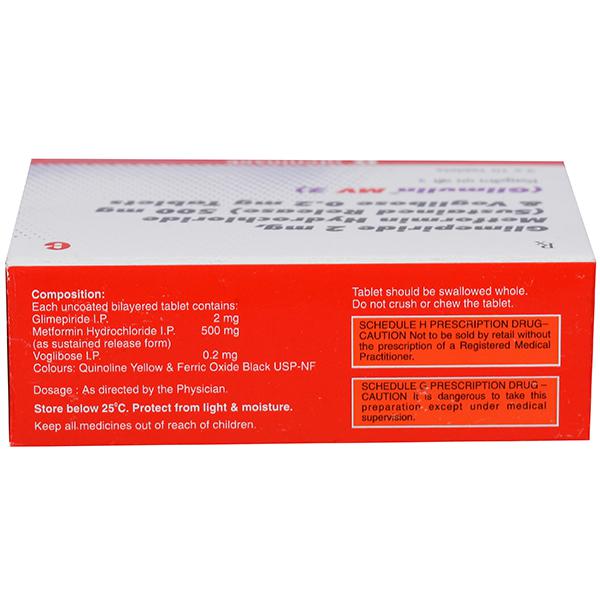 Glimepiride 2 mg,
Metformin Hydrochloride
(Sustained Release) 500 mg
& Voglibose 0.2 mg Tablets
(Glimulin MV 2)
Rx
Composition:
Each uncoated bilayered tablet contains:
Glimepiride I.P. 2 mg
Metformin Hydrochloride I.P. 500 mg
(as sustained release form)
Voglibose I.P. 0.2 mg
Colours: Quinoline Yellow & Ferric Oxide Black USP-NF
Dosage : As directed by the Physician.
Store below 25°C. Protect from light & moisture.
Keep all medicines out of reach of children.
Tablet should be swallowed whole.
Do not crush or chew the tablet.
SCHEDULE H PRESCRIPTION DRUG–
CAUTION Not to be sold by retail without
the prescription of a Registered Medical
Practitioner.
SCHEDULE G PRESCRIPTION DRUG –
CAUTION It is dangerous to take this
preparation except under medical
supervision.